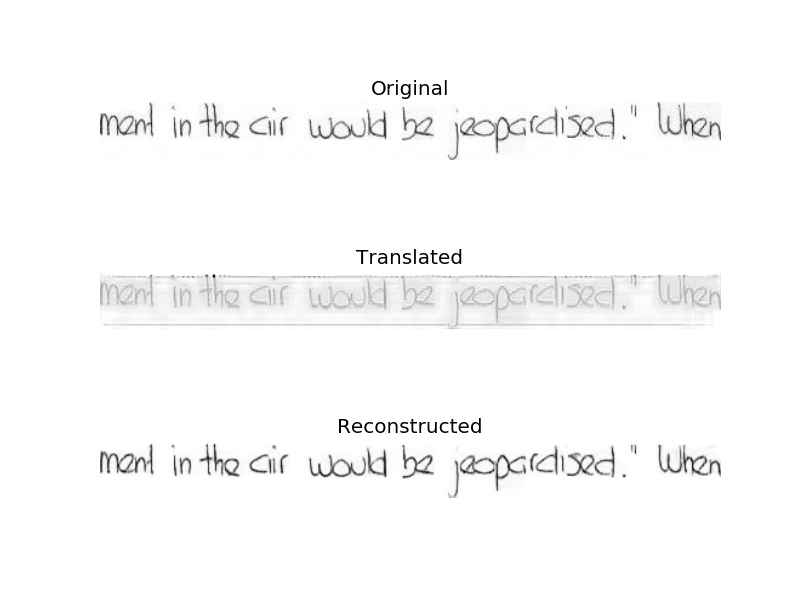 Original
ment in the air would be jeopardised." When
Translated
ment in the air would be jeopardised." When
Reconstructed
ment in the air would be jeopardised." When